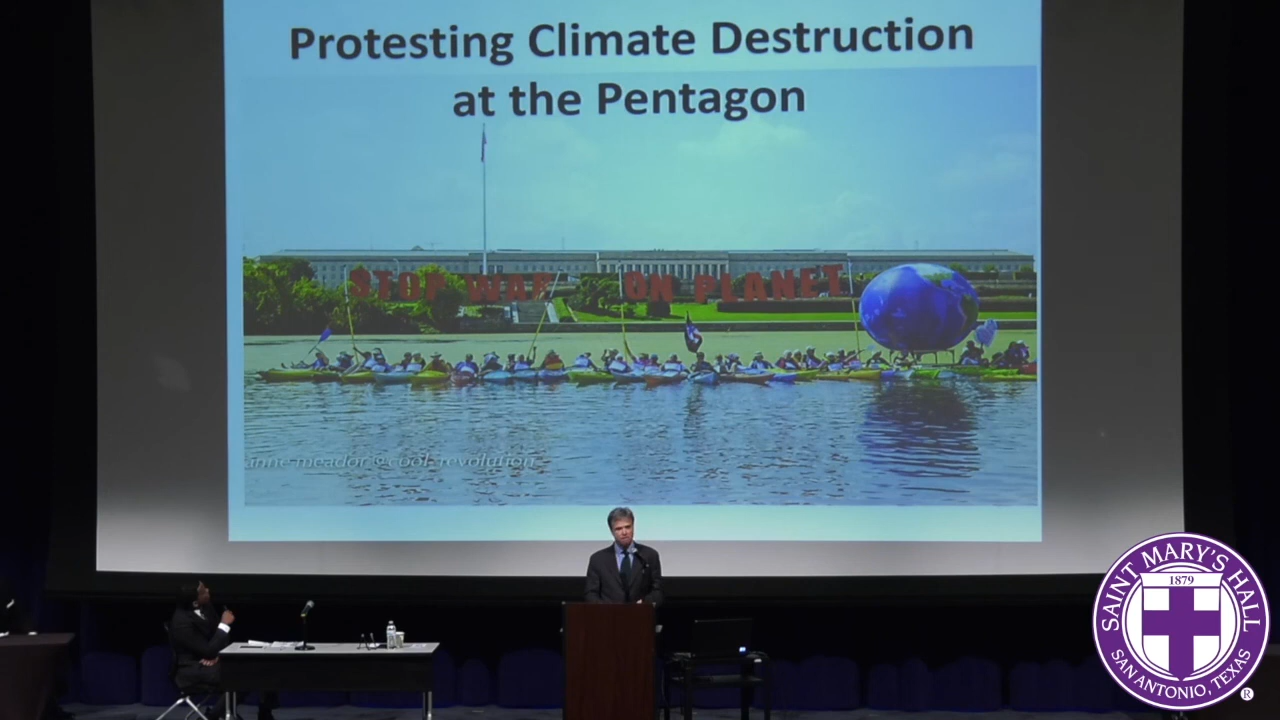 Protesting Climate Destruction
at the Pentagon
STOP WAR ON PLANET
anne meador @cool revolution
SAINT MARY'S HALL
1879
SAN ANTONIO, TEXAS
®